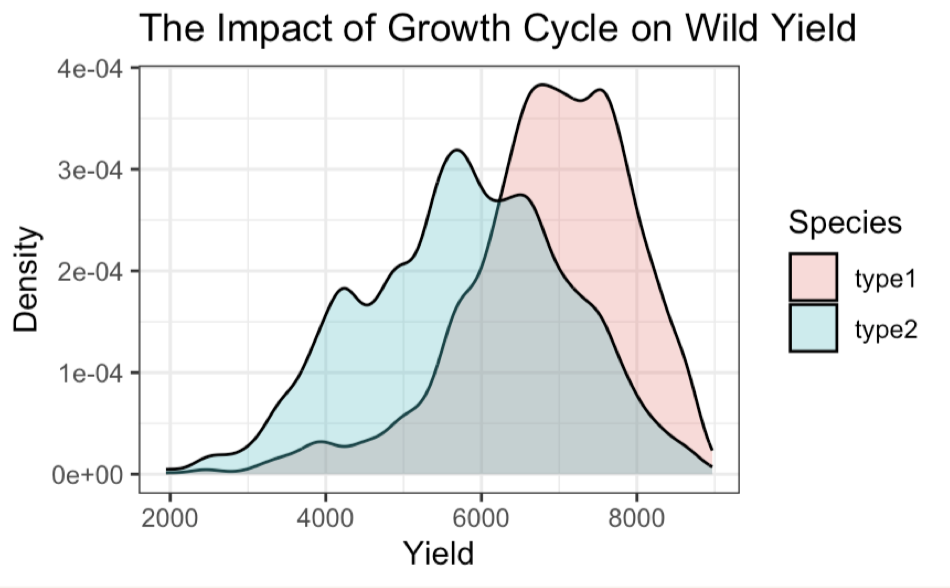 The Impact of Growth Cycle on Wild Yield
4e-04
3e-04
2e-04
1e-04
0e+00
Density
2000 4000 6000 8000
Yield
Species
type1
type2